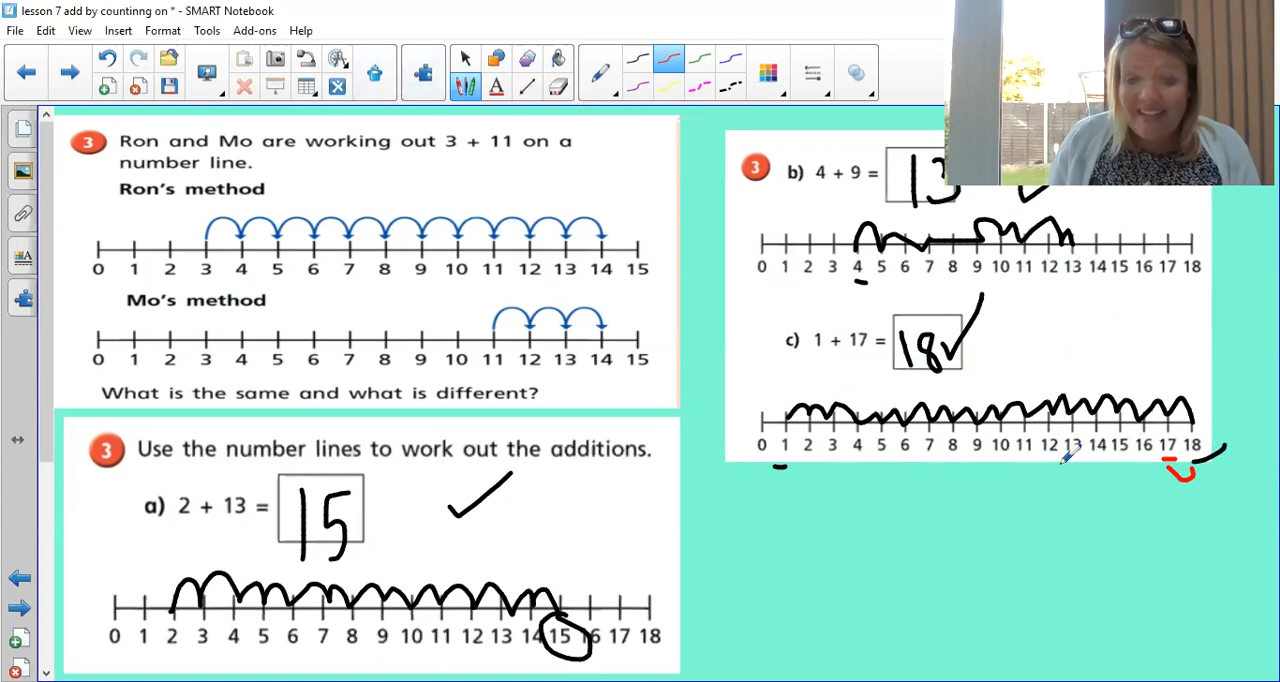 lesson 7 add by countinng on * - SMART Notebook
File Edit View Insert Format Tools Add-ons Help
3 Ron and Mo are working out 3 + 11 on a
number line.
Ron's method
0 1 2 3 4 5 6 7 8 9 10 11 12 13 14 15
Mo's method
0 1 2 3 4 5 6 7 8 9 10 11 12 13 14 15
What is the same and what is different?
3 Use the number lines to work out the additions.
a) 2 + 13 = 15
0 1 2 3 4 5 6 7 8 9 10 11 12 13 14 15 16 17 18
3 b) 4 + 9 = 13
0 1 2 3 4 5 6 7 8 9 10 11 12 13 14 15 16 17 18
c) 1 + 17 = 18
0 1 2 3 4 5 6 7 8 9 10 11 12 13 14 15 16 17 18